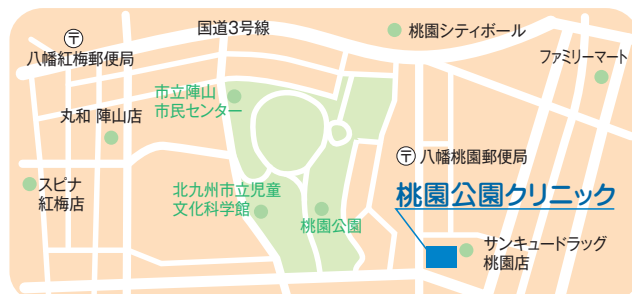 国道3号線
桃園シティボール
〒
八幡紅梅郵便局
ファミリーマート
市立陣山
市民センター
丸和 陣山店
〒八幡桃園郵便局
スピナ
紅梅店
北九州市立児童
文化科学館
桃園公園クリニック
桃園公園
サンキュードラッグ
桃園店